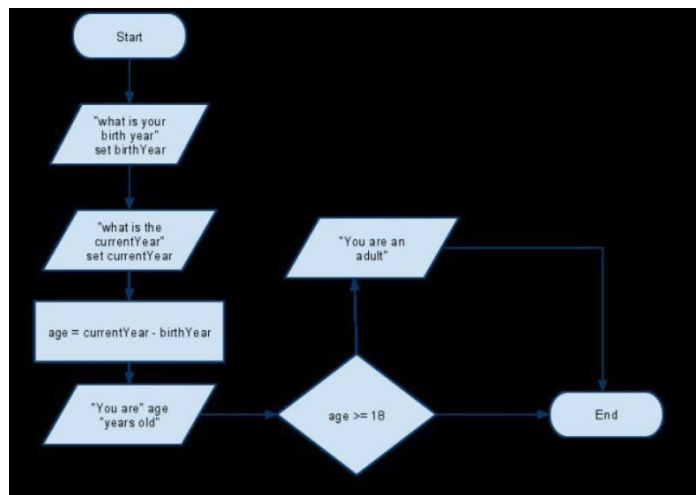 Start
"what is your
birth year"
set birthYear
"what is the
currentYear"
set currentYear
age = currentYear - birthYear
"You are" age
"years old"
age >= 18
"You are an
adult"
End